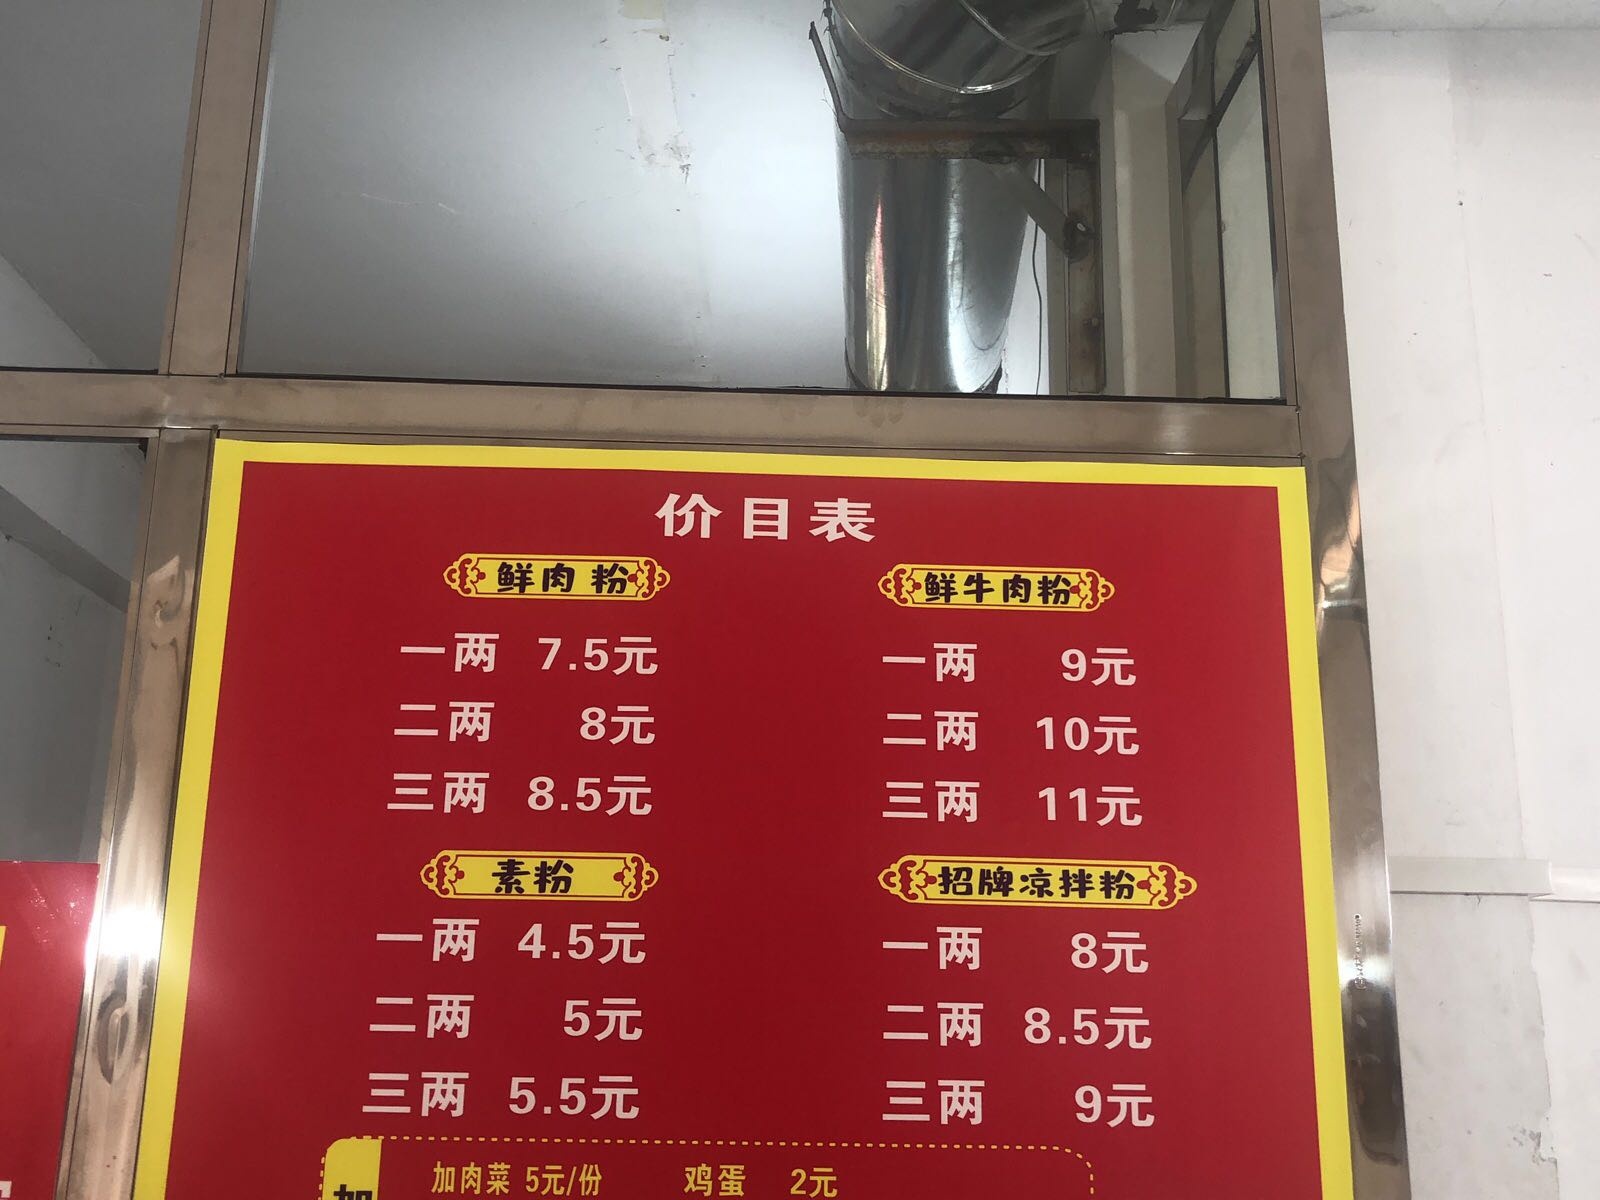 价目表
鲜肉粉
一两 7.5元
二两 8元
三两 8.5元
鲜牛肉粉
一两 9元
二两 10元
三两 11元
素粉
一两 4.5元
二两 5元
三两 5.5元
招牌凉拌粉
一两 8元
二两 8.5元
三两 9元
加肉菜 5元/份 鸡蛋 2元